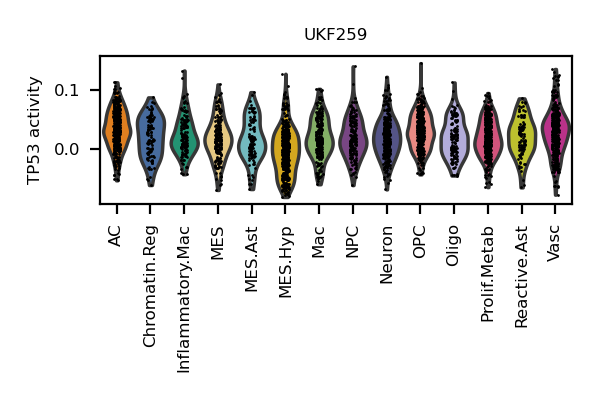 UKF259
TP53 activity
0.1
0.0
AC
Chromatin.Reg
Inflammatory.Mac
MES
MES.Ast
MES.Hyp
Mac
NPC
Neuron
OPC
Oligo
Prolif.Metab
Reactive.Ast
Vasc